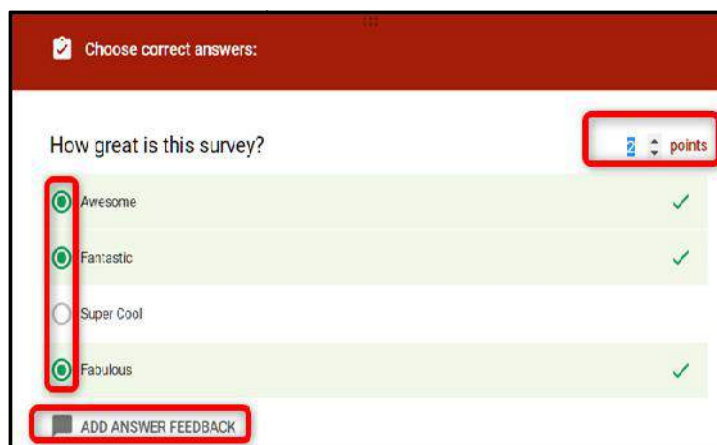 Choose correct answers:
How great is this survey?
2 points
Awesome
Fantastic
Super Cool
Fabulous
ADD ANSWER FEEDBACK